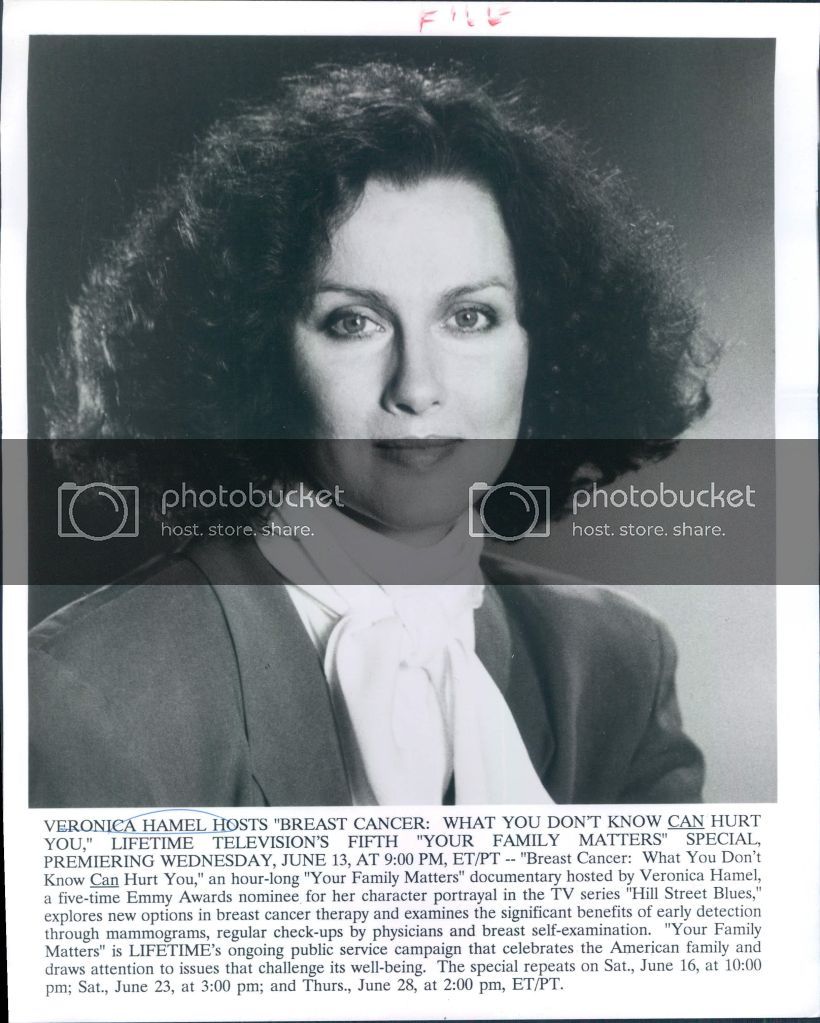 FILE
photobucket photobucket
host. store. share. host. store. share.
VERONICA HAMEL HOSTS "BREAST CANCER: WHAT YOU DON'T KNOW CAN HURT
YOU," LIFETIME TELEVISION'S FIFTH "YOUR FAMILY MATTERS" SPECIAL,
PREMIERING WEDNESDAY, JUNE 13, AT 9:00 PM, ET/PT -- "Breast Cancer: What You Don't
Know Can Hurt You," an hour-long "Your Family Matters" documentary hosted by Veronica Hamel,
a five-time Emmy Awards nominee for her character portrayal in the TV series "Hill Street Blues,"
explores new options in breast cancer therapy and examines the significant benefits of early detection
through mammograms, regular check-ups by physicians and breast self-examination. "Your Family
Matters" is LIFETIME's ongoing public service campaign that celebrates the American family and
draws attention to issues that challenge its well-being. The special repeats on Sat., June 16, at 10:00
pm; Sat., June 23, at 3:00 pm; and Thurs., June 28, at 2:00 pm, ET/PT.